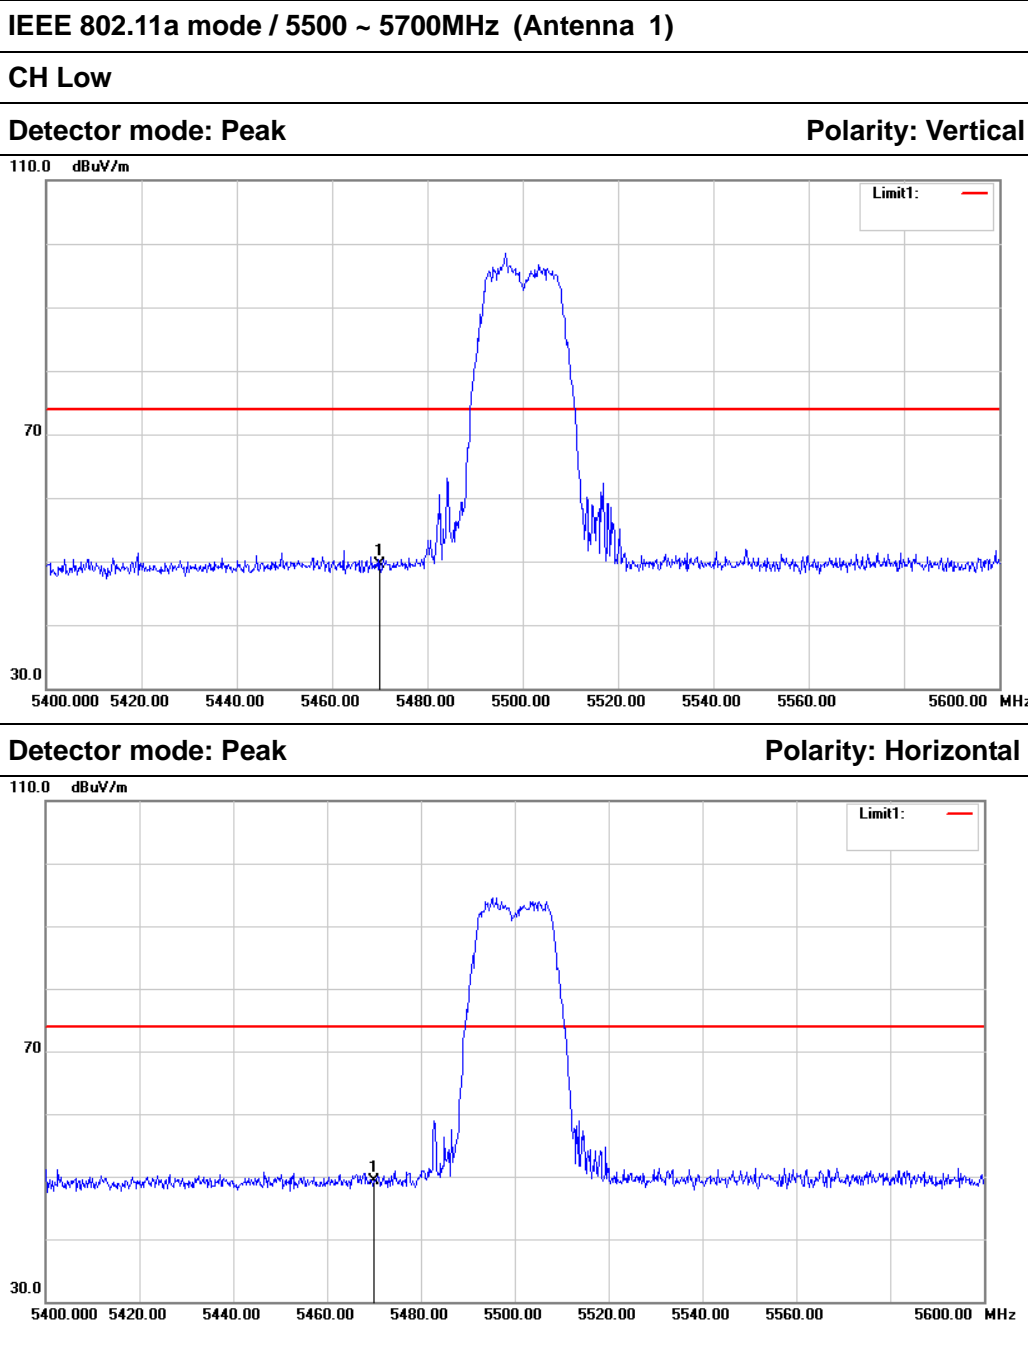 IEEE 802.11a mode / 5500 ~ 5700MHz (Antenna 1)
CH Low
Detector mode: Peak Polarity: Vertical
110.0 dBuV/m
Limit1:
70
1
30.0
5400.000 5420.00 5440.00 5460.00 5480.00 5500.00 5520.00 5540.00 5560.00 5600.00 MHz
Detector mode: Peak Polarity: Horizontal
110.0 dBuV/m
Limit1:
70
1
30.0
5400.000 5420.00 5440.00 5460.00 5480.00 5500.00 5520.00 5540.00 5560.00 5600.00 MHz